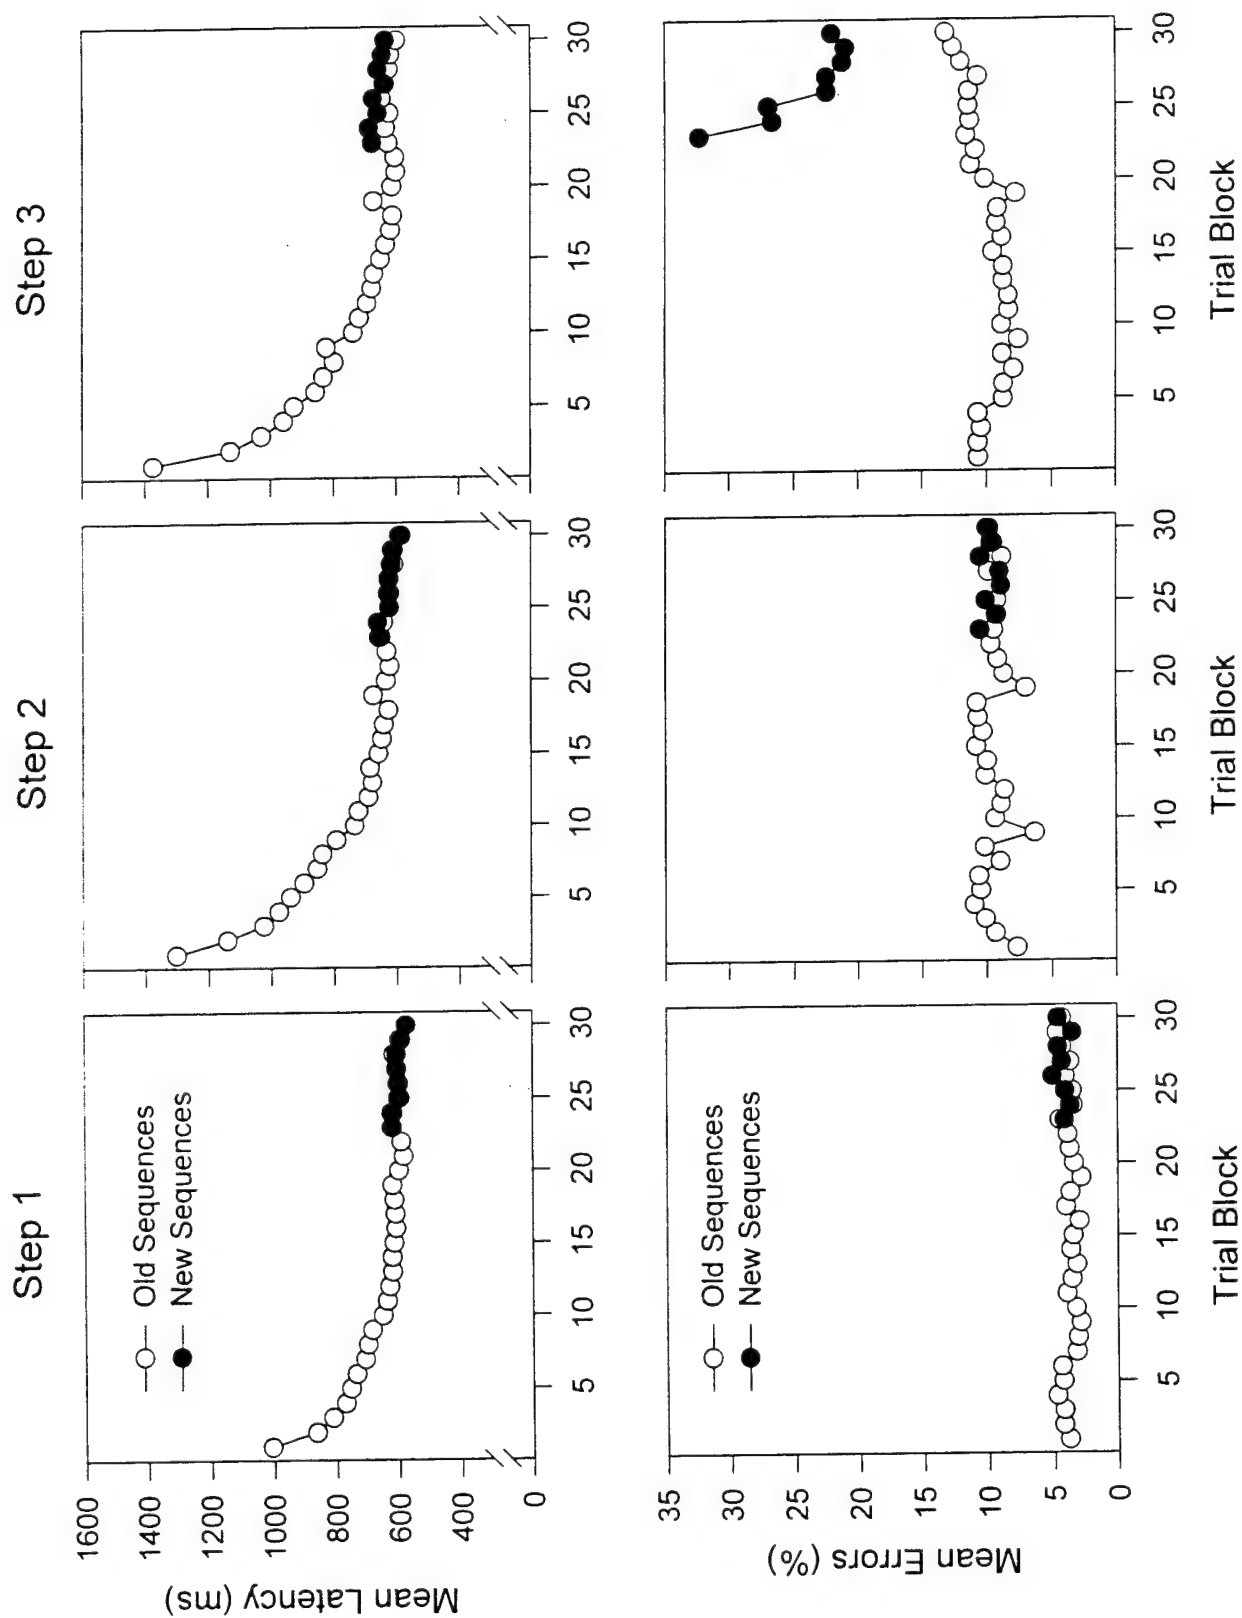 Step 1
Step 2
Step 3
Mean Latency (ms)
1600
1400
1200
1000
800
600
400
0
Old Sequences
New Sequences
5 10 15 20 25 30
5 10 15 20 25 30
5 10 15 20 25 30
Mean Errors (%)
35
30
25
20
15
10
5
0
Old Sequences
New Sequences
5 10 15 20 25 30
5 10 15 20 25 30
5 10 15 20 25 30
Trial Block
Trial Block
Trial Block